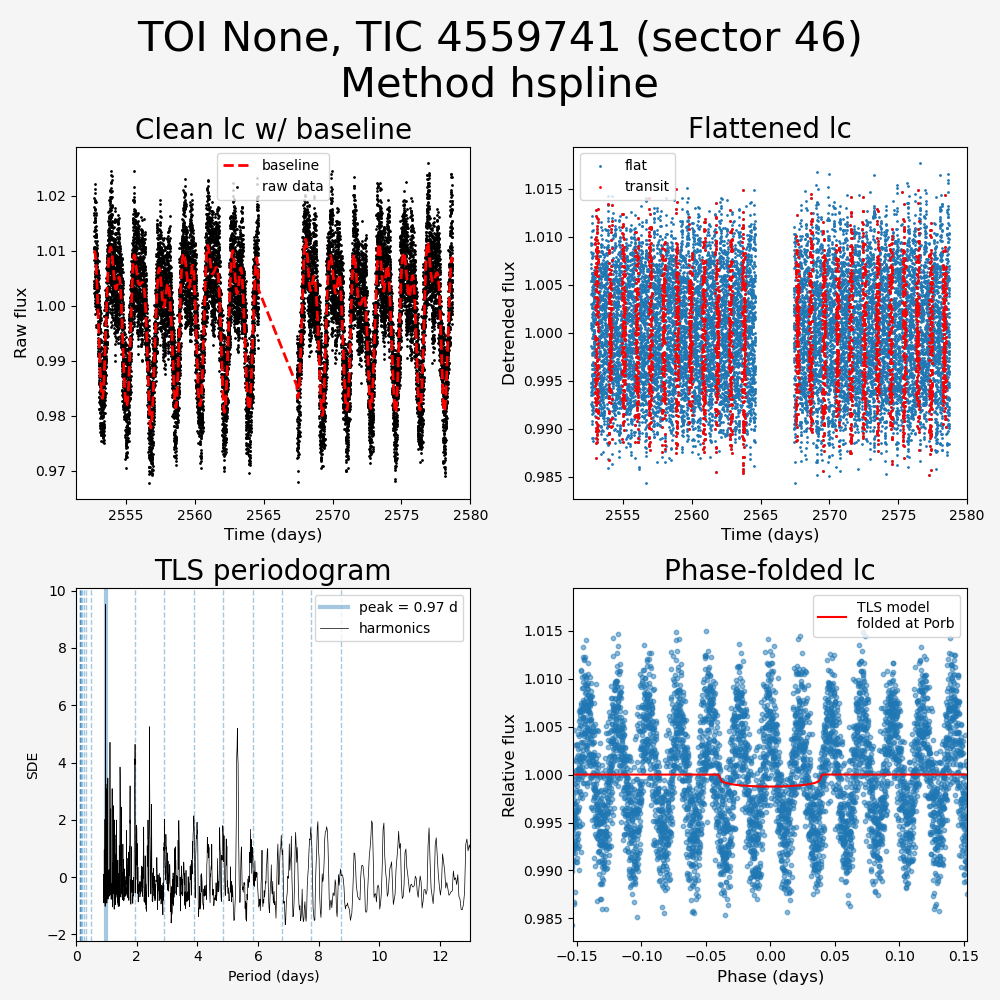 TOI None, TIC 4559741 (sector 46)
Method hspline
Clean lc w/ baseline
baseline
raw data
1.02
1.01
1.00
0.99
0.98
0.97
Raw flux
2555
2560
2565
2570
2575
2580
Time (days)
Flattened lc
flat
transit
1.015
1.010
1.005
1.000
0.995
0.990
0.985
Detrended flux
2555
2560
2565
2570
2575
2580
Time (days)
TLS periodogram
peak = 0.97 d
harmonics
10
8
6
4
2
0
−2
SDE
0
2
4
6
8
10
12
Period (days)
Phase-folded lc
TLS model
folded at Porb
1.015
1.010
1.005
1.000
0.995
0.990
0.985
Relative flux
−0.15
−0.10
−0.05
0.00
0.05
0.10
0.15
Phase (days)